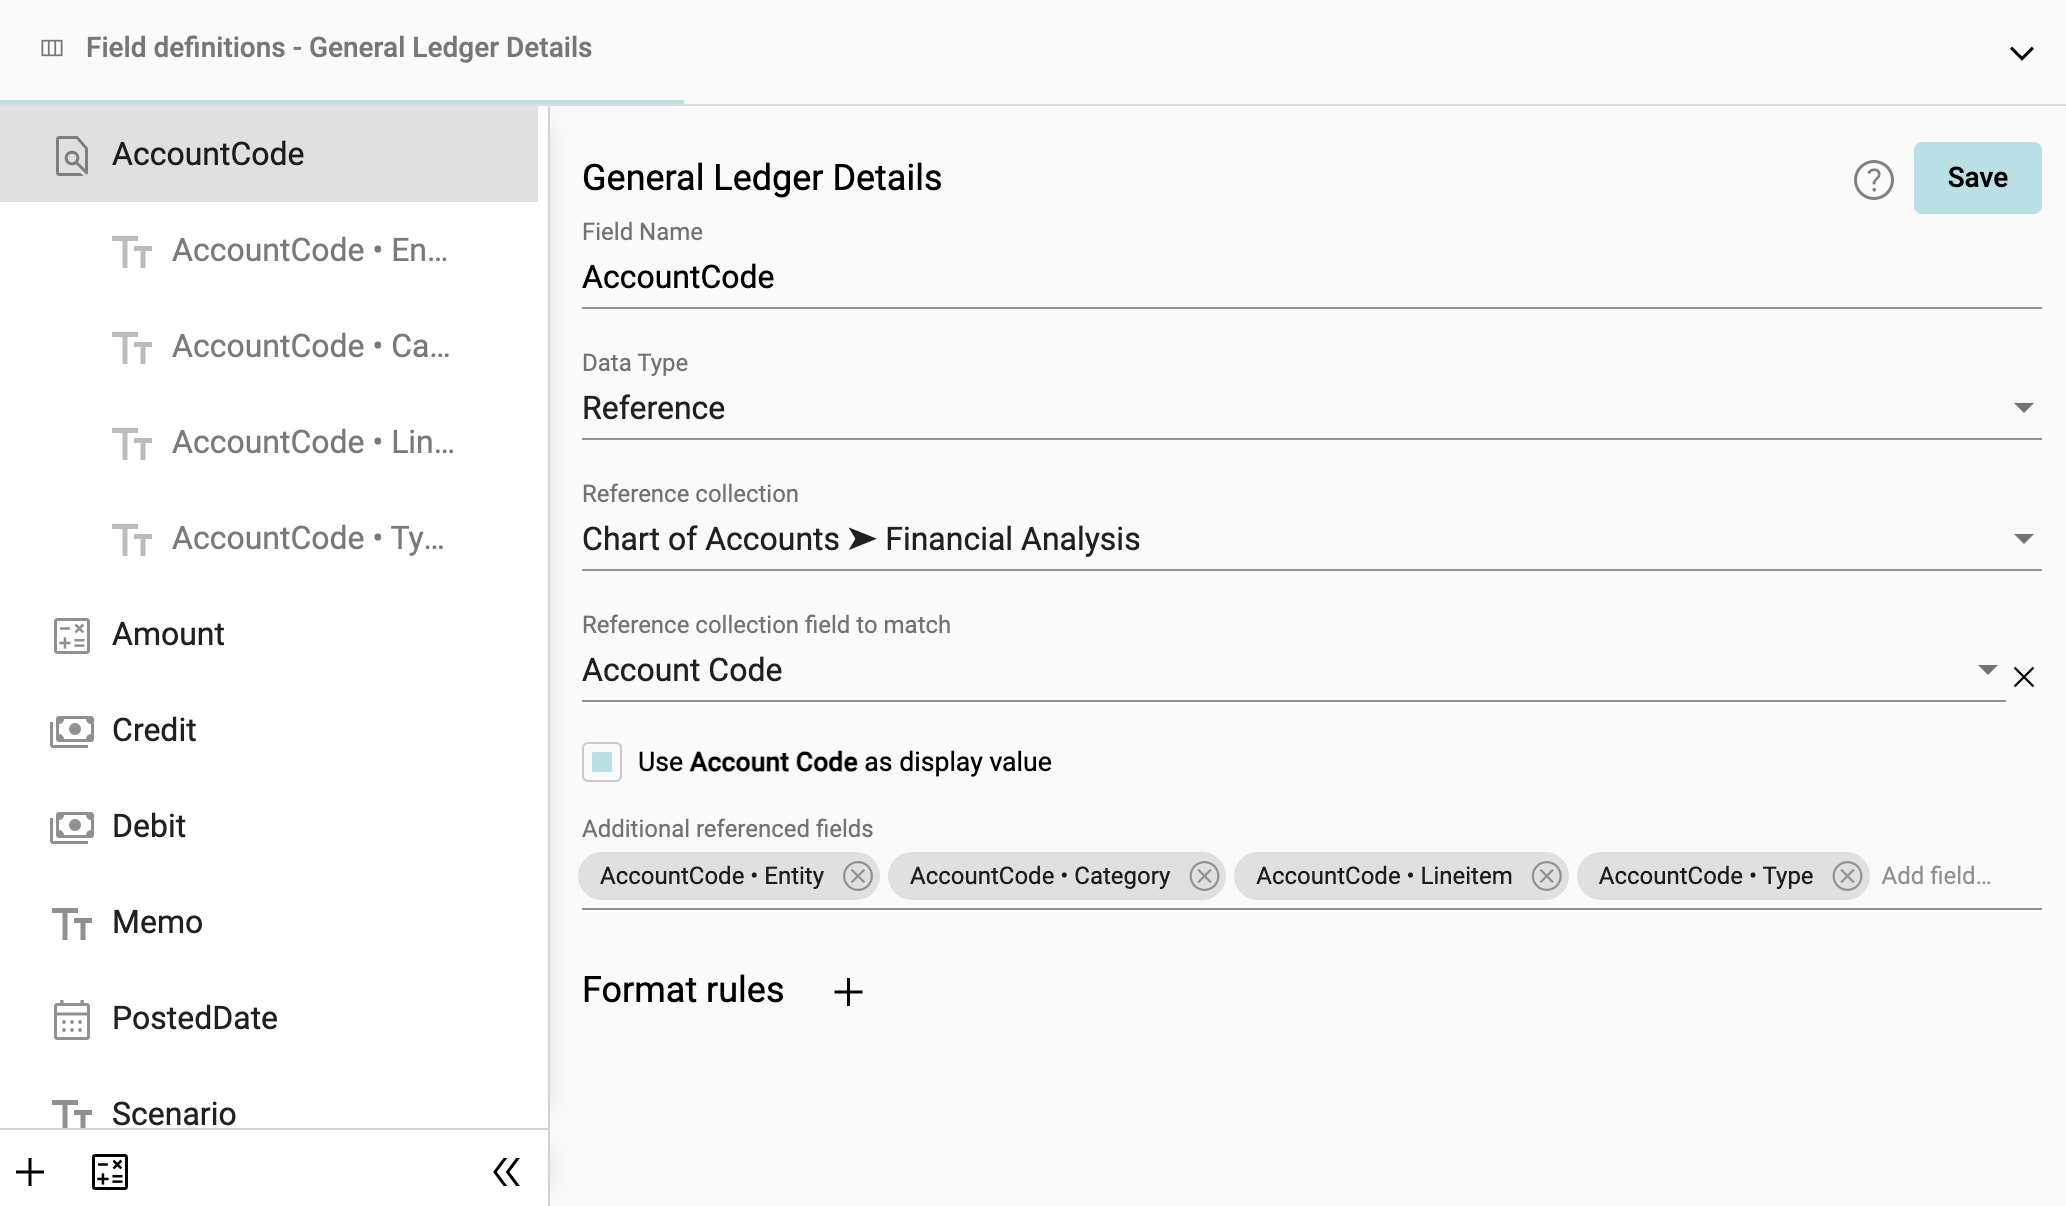 Field definitions - General Ledger Details
AccountCode
AccountCode • En...
AccountCode • Ca...
AccountCode • Lin...
AccountCode • Ty...
Amount
Credit
Debit
Memo
PostedDate
Scenario
General Ledger Details
? Save
Field Name
AccountCode
Data Type
Reference
Reference collection
Chart of Accounts ➤ Financial Analysis
Reference collection field to match
Account Code
Use Account Code as display value
Additional referenced fields
AccountCode • Entity AccountCode • Category AccountCode • Lineitem AccountCode • Type Add field...
Format rules